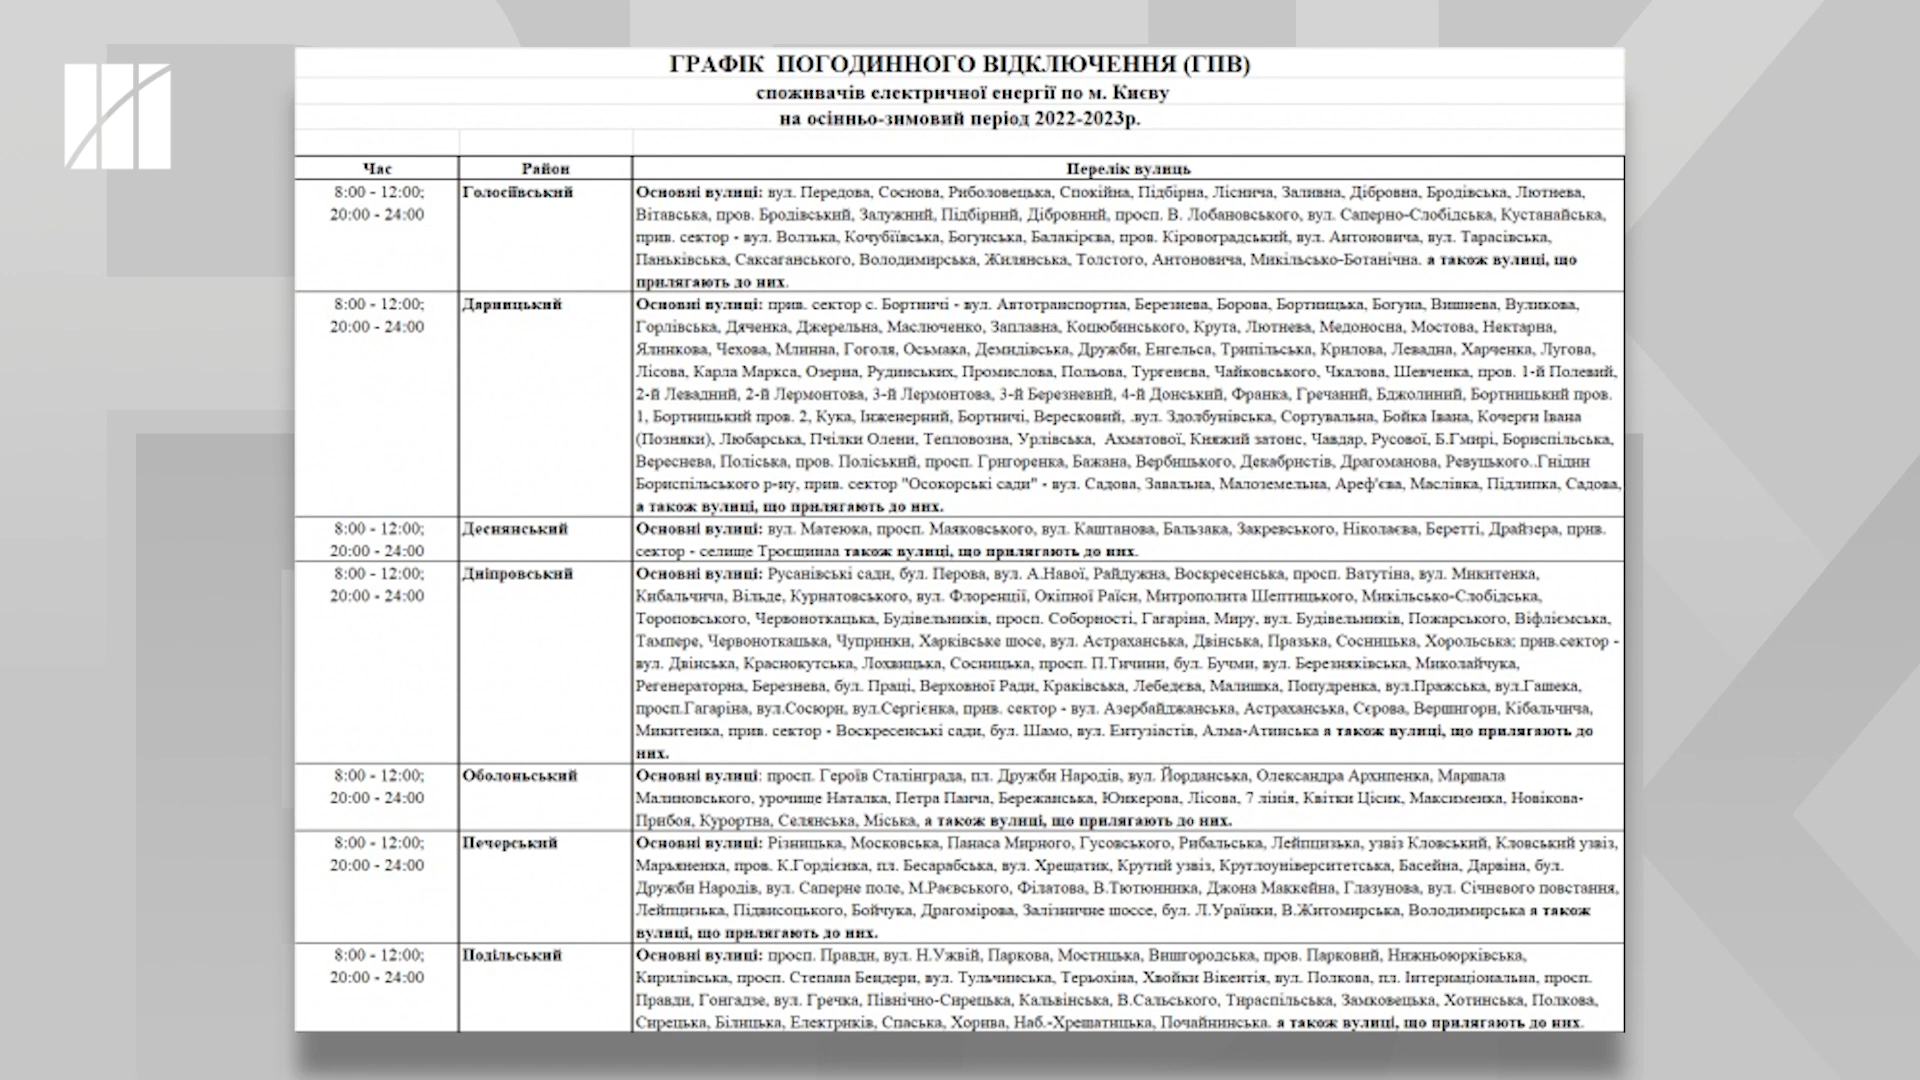 ГРАФІК ПОГОДИННОГО ВІДКЛЮЧЕННЯ (ГПВ)
споживачів електричної енергії по м. Києву
на осінньо-зимовий період 2022-2023р.
Час Район Перелік вулиць
8:00 - 12:00; Голосіївський Основні вулиці: вул. Передова, Соснова, Риболовецька, Спокійна, Підбірна, Ліснича, Заливна, Дібровна, Бродівська, Лютнева,
20:00 - 24:00 Вітавська, пров. Бродівський, Залужний, Підбірний, Дібровний, просп. В. Лобановського, вул. Саперно-Слобідська, Кустанайська,
прив. сектор - вул. Волзька, Кочубіївська, Богунська, Балакірєва, пров. Кіровоградський, вул. Антоновича, вул. Тарасівська,
Паньківська, Саксаганського, Володимирська, Жилянська, Толстого, Антоновича, Микільсько-Ботанічна. а також вулиці, що
прилягають до них.
8:00 - 12:00; Дарницький Основні вулиці: прив. сектор с. Бортничі - вул. Автотранспортна, Березнева, Борова, Бортницька, Богуна, Вишнева, Вуликова,
20:00 - 24:00 Горлівська, Дяченка, Джерельна, Маслюченко, Заплавна, Коцюбинського, Крута, Лютнева, Медоносна, Мостова, Нектарна,
Ялинкова, Чехова, Млинна, Гоголя, Осьмака, Демидівська, Дружби, Енгельса, Трипільська, Крилова, Левадна, Харченка, Лугова,
Лісова, Карла Маркса, Озерна, Рудинських, Промислова, Польова, Тургенєва, Чайковського, Чкалова, Шевченка, пров. 1-й Полевий,
2-й Левадний, 2-й Лермонтова, 3-й Лермонтова, 3-й Березневий, 4-й Донський, Франка, Гречаний, Бджолиний, Бортницький пров.
1, Бортницький пров. 2, Кука, Інженерний, Бортничі, Вересковий, .вул. Здолбунівська, Сортувальна, Бойка Івана, Кочерги Івана
(Позняки), Любарська, Пчілки Олени, Тепловозна, Урлівська, Ахматової, Княжий затонс, Чавдар, Русової, Б.Гмирі, Бориспільська,
Вереснева, Поліська, пров. Поліський, просп. Григоренка, Бажана, Вербицького, Декабристів, Драгоманова, Ревуцького..Гнідин
Бориспільського р-ну, прив. сектор "Осокорські сади" - вул. Садова, Завальна, Малоземельна, Ареф'єва, Маслівка, Підлипка, Садова,
а також вулиці, що прилягають до них.
8:00 - 12:00; Деснянський Основні вулиці: вул. Матеюка, просп. Маяковського, вул. Каштанова, Бальзака, Закревського, Ніколаєва, Беретті, Драйзера, прив.
20:00 - 24:00 сектор - селище Троєщинаа також вулиці, що прилягають до них.
8:00 - 12:00; Дніпровський Основні вулиці: Русанівські сади, бул. Перова, вул. А.Навої, Райдужна, Воскресенська, просп. Ватутіна, вул. Микитенка,
20:00 - 24:00 Кибальчича, Вільде, Курнатовського, вул. Флоренції, Окіпної Раїси, Митрополита Шептицького, Микільсько-Слобідська,
Тороповського, Червоноткацька, Будівельників, просп. Соборності, Гагаріна, Миру, вул. Будівельників, Пожарського, Віфліємська,
Тампере, Червоноткацька, Чупринки, Харківське шосе, вул. Астраханська, Двінська, Празька, Сосницька, Хорольська; прив.сектор -
вул. Двінська, Краснокутська, Лохвицька, Сосницька, просп. П.Тичини, бул. Бучми, вул. Березняківська, Миколайчука,
Регенераторна, Березнева, бул. Праці, Верховної Ради, Краківська, Лебедєва, Малишка, Попудренка, вул.Пражська, вул.Гашека,
просп.Гагаріна, вул.Сосюри, вул.Сергієнка, прив. сектор - вул. Азербайджанська, Астраханська, Сєрова, Вершигори, Кібальчича,
Микитенка, прив. сектор - Воскресенські сади, бул. Шамо, вул. Ентузіастів, Алма-Атинська а також вулиці, що прилягають до
них.
8:00 - 12:00; Оболоньський Основні вулиці: просп. Героїв Сталінграда, пл. Дружби Народів, вул. Йорданська, Олександра Архипенка, Маршала
20:00 - 24:00 Малиновського, урочище Наталка, Петра Панча, Бережанська, Юнкерова, Лісова, 7 лінія, Квітки Цісик, Максименка, Новікова-
Прибоя, Курортна, Селянська, Міська, а також вулиці, що прилягають до них.
8:00 - 12:00; Печерський Основні вулиці: Різницька, Московська, Панаса Мирного, Гусовського, Рибальська, Лейпцизька, узвіз Кловський, Кловський узвіз,
20:00 - 24:00 Марьяненка, пров. К.Гордієнка, пл. Бесарабська, вул. Хрещатик, Крутий узвіз, Круглоуніверситетська, Басейна, Дарвіна, бул.
Дружби Народів, вул. Саперне поле, М.Раєвського, Філатова, В.Тютюнника, Джона Маккейна, Глазунова, вул. Січневого повстання,
Лейпцизька, Підвисоцького, Бойчука, Драгомірова, Залізничне шоссе, бул. Л.Ураїнки, В.Житомирська, Володимирська а також
вулиці, що прилягають до них.
8:00 - 12:00; Подільський Основні вулиці: просп. Правди, вул. Н.Ужвій, Паркова, Мостицька, Вишгородська, пров. Парковий, Нижньоюрківська,
20:00 - 24:00 Кирилівська, просп. Степана Бендери, вул. Тульчинська, Терьохіна, Хвойки Вікентія, вул. Полкова, пл. Інтернаціональна, просп.
Правди, Гонгадзе, вул. Гречка, Північно-Сирецька, Кальвінська, В.Сальського, Тираспільська, Замковецька, Хотинська, Полкова,
Сирецька, Білицька, Електриків, Спаська, Хорива, Наб.-Хрещатицька, Почайнинська. а також вулиці, що прилягають до них.